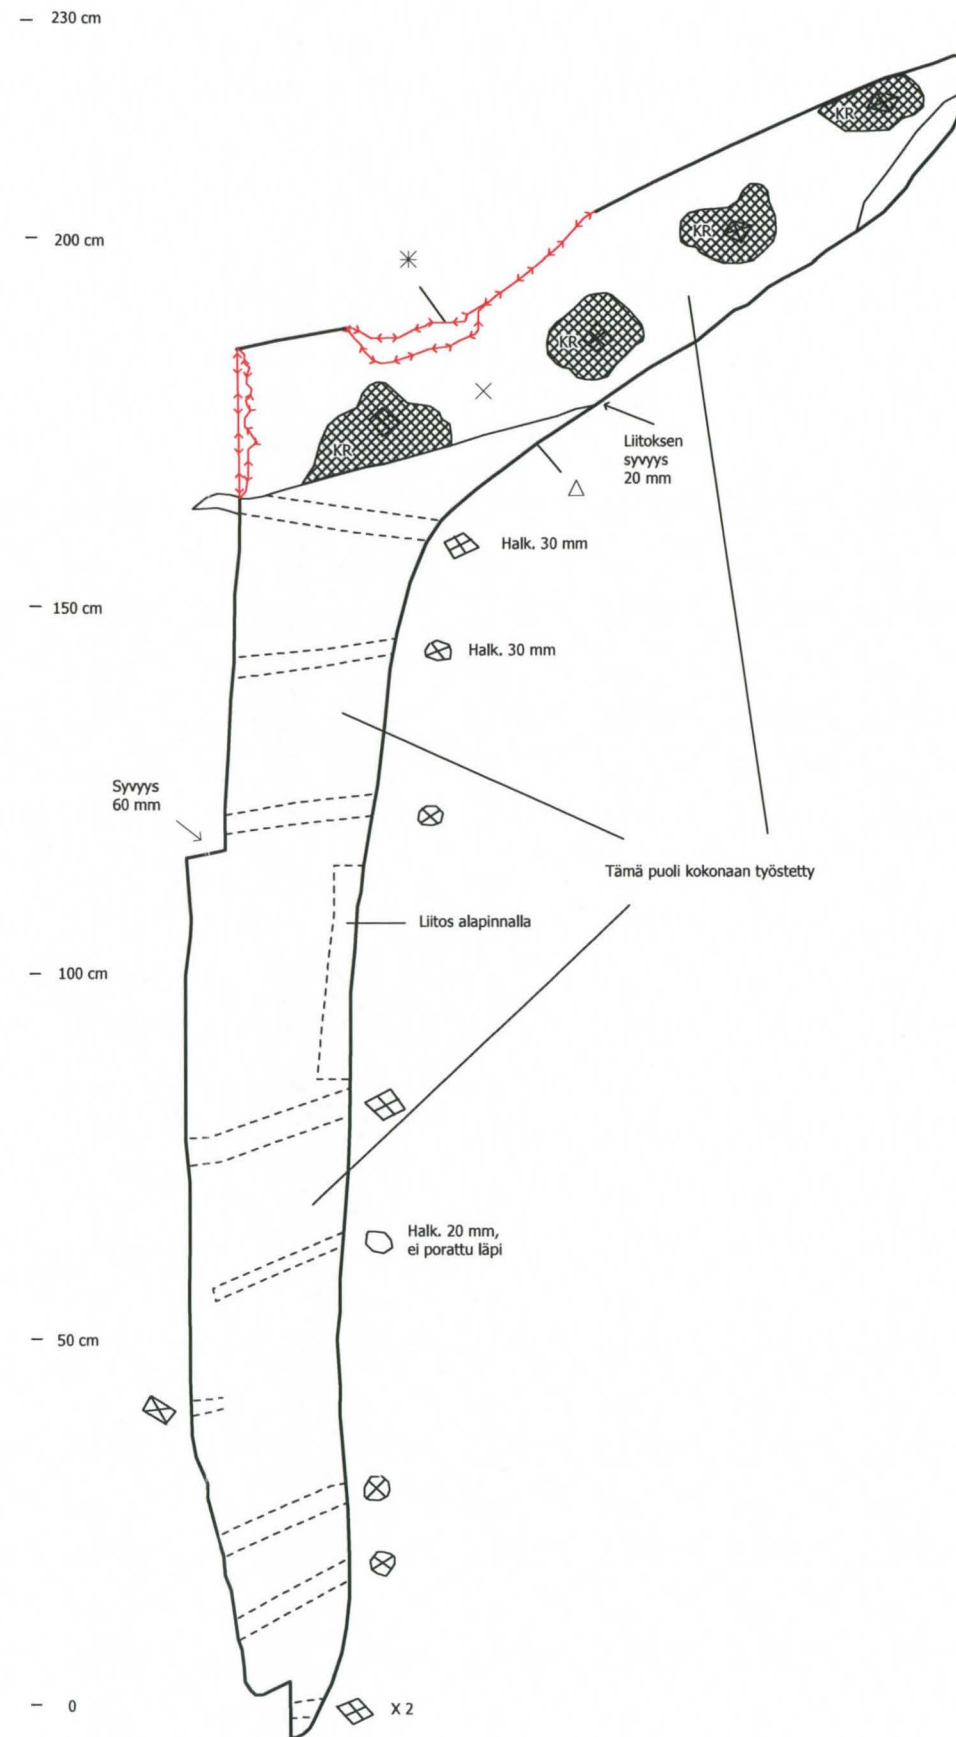 230 cm
KR
200 cm
KR
KR
Liitoksen
syvyys
20 mm
KR
Halk. 30 mm
150 cm
Halk. 30 mm
Syvyys
60 mm
Tämä puoli kokonaan työstetty
Liitos alapinnalla
100 cm
Halk. 20 mm,
ei porattu läpi
50 cm
0
X 2